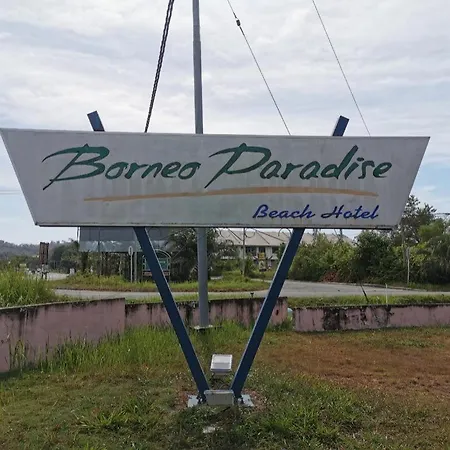 Borneo Paradise
Beach Hotel